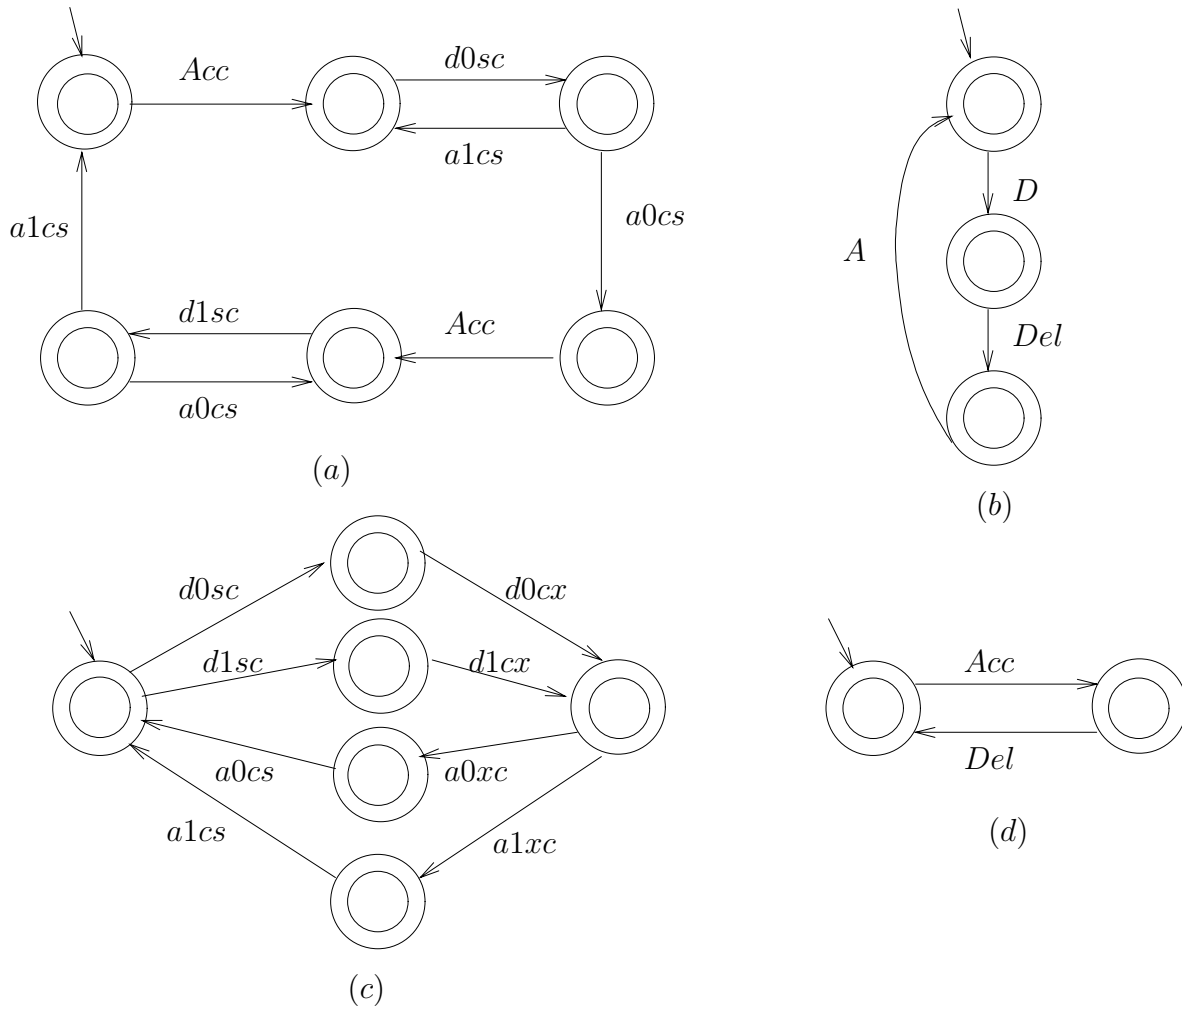 Acc
d0sc
a1cs
a0cs
a1cs
d1sc
Acc
a0cs
(a)
D
A
Del
(b)
d0sc
d0cx
d1sc
d1cx
a0cs
a0xc
a1cs
a1xc
(c)
Acc
Del
(d)